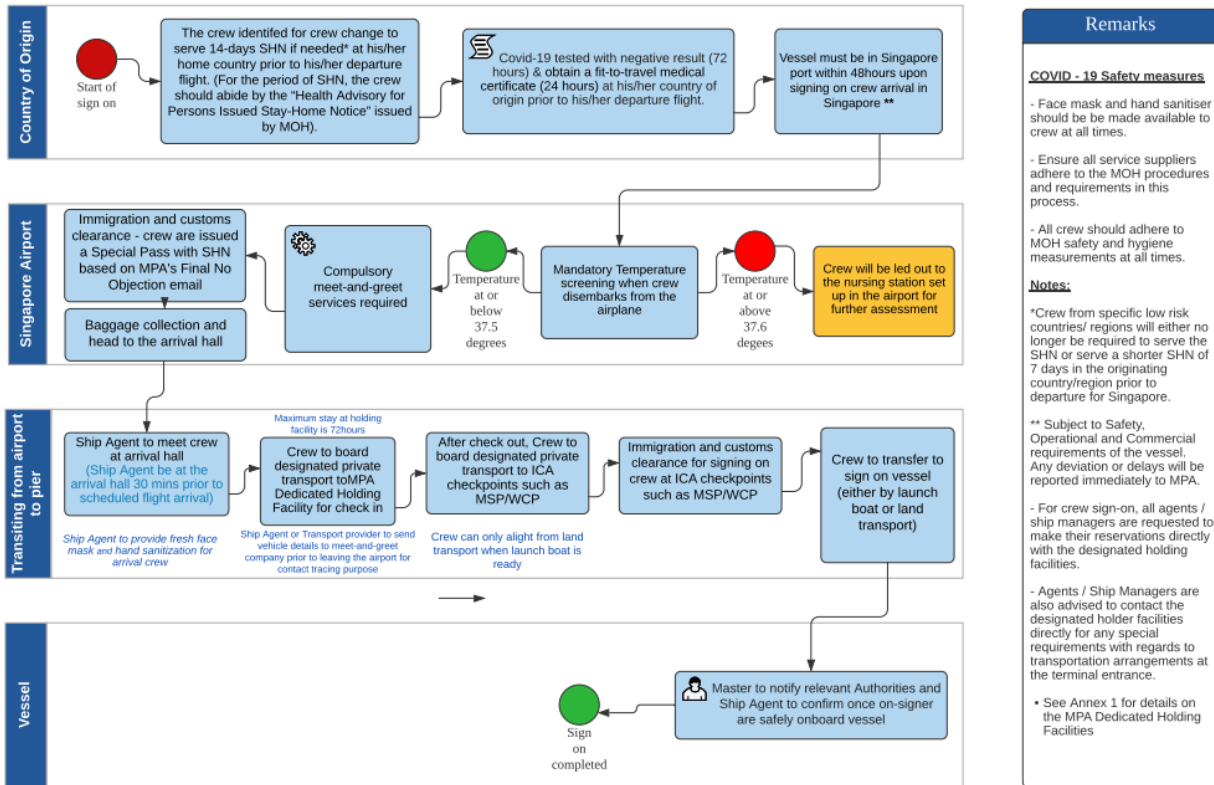 Country of Origin
Start of
sign on
The crew identifed for crew change to
serve 14-days SHN if needed* at his/her
home country prior to his/her departure
flight. (For the period of SHN, the crew
should abide by the “Health Advisory for
Persons Issued Stay-Home Notice” issued
by MOH).
Covid-19 tested with negative result (72
hours) & obtain a fit-to-travel medical
certificate (24 hours) at his/her country of
origin prior to his/her departure flight.
Vessel must be in Singapore
port within 48hours upon
signing on crew arrival in
Singapore **
Singapore Airport
Immigration and customs
clearance - crew are issued
a Special Pass with SHN
based on MPA's Final No
Objection email
Baggage collection and
head to the arrival hall
Compulsory
meet-and-greet
services required
Temperature
at or
below
37.5
degrees
Mandatory Temperature
screening when crew
disembarks from the
airplane
Temperature
at or
above
37.6
degrees
Crew will be led out to
the nursing station set
up in the airport for
further assessment
Transiting from airport
to pier
Ship Agent to meet crew
at arrival hall
(Ship Agent be at the
arrival hall 30 mins prior to
scheduled flight arrival)
Ship Agent to provide fresh face
mask and hand sanitization for
arrival crew
Maximum stay at holding
facility is 72hours
Crew to board
designated private
transport toMPA
Dedicated Holding
Facility for check in
Ship Agent or Transport provider to send
vehicle details to meet-and-greet
company prior to leaving the airport for
contact tracing purpose
After check out, Crew to
board designated private
transport to ICA
checkpoints such as
MSP/WCP
Crew can only alight from land
transport when launch boat is
ready
Immigration and customs
clearance for signing on
crew at ICA checkpoints
such as MSP/WCP
Crew to transfer to
sign on vessel
(either by launch
boat or land
transport)
Vessel
Sign
on
completed
Master to notify relevant Authorities and
Ship Agent to confirm once on-signer
are safely onboard vessel
Remarks
COVID - 19 Safety measures
- Face mask and hand sanitiser
should be be made available to
crew at all times.
- Ensure all service suppliers
adhere to the MOH procedures
and requirements in this
process.
- All crew should adhere to
MOH safety and hygiene
measurements at all times.
Notes:
*Crew from specific low risk
countries/ regions will either no
longer be required to serve the
SHN or serve a shorter SHN of
7 days in the originating
country/region prior to
departure for Singapore.
** Subject to Safety,
Operational and Commercial
requirements of the vessel.
Any deviation or delays will be
reported immediately to MPA.
- For crew sign-on, all agents /
ship managers are requested to
make their reservations directly
with the designated holding
facilities.
- Agents / Ship Managers are
also advised to contact the
designated holder facilities
directly for any special
requirements with regards to
transportation arrangements at
the terminal entrance.
• See Annex 1 for details on
the MPA Dedicated Holding
Facilities